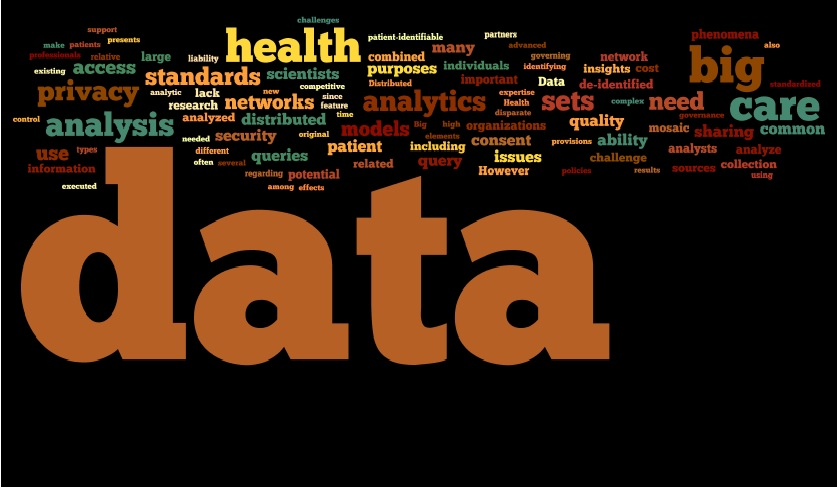 challenges
support
health
patient-identifiable
partners
phenomena
make
patients
presents
many
advanced
also
professionals
relative
large
liability
combined
governing
network
big
existing
access
standards
scientists
purposes
individuals
identifying
insights
cost
privacy
analytic
lack
new
competitive
Distributed
important
Data
de-identified
standardized
research
networks
since
feature
analytics
expertise
Health
sets
complex
need
care
control
analysis
analyzed
distributed
time
disparate
governance
needed
security
original
models
Big
high
organizations
quality
mosaic
sharing
common
use
types
different
patient
elements
including
consent
provisions
ability
analysts
analyze
information
often
several
queries
related
query
issues
challenge
sources
collection
executed
regarding
potential
However
policies
results
using
among
effects
data